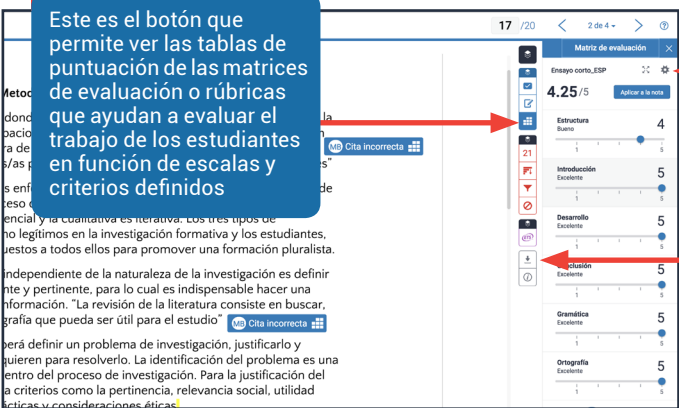 17 /20
2 de 4
Este es el botón que
permite ver las tablas de
puntuación de las matrices
de evaluación o rúbricas
que ayudan a evaluar el
trabajo de los estudiantes
en función de escalas y
criterios definidos
la
MB Cita incorrecta
de
encial y la cualitativa es iterativa. Los tres tipos de
no legítimos en la investigación formativa y los estudiantes,
uestos a todos ellos para promover una formación pluralista.
independiente de la naturaleza de la investigación es definir
nte y pertinente, para lo cual es indispensable hacer una
nformación. "La revisión de la literatura consiste en buscar,
grafía que pueda ser útil para el estudio" MB Cita incorrecta
erá definir un problema de investigación, justificarlo y
quieren para resolverlo. La identificación del problema es una
entro del proceso de investigación. Para la justificación del
a criterios como la pertinencia, relevancia social, utilidad
ácticas y consideraciones éticas.
21
ETS
Matriz de evaluación
Ensayo corto_ESP
4.25/5 Aplicar a la nota
Estructura 4
Bueno
1 5
Introducción 5
Excelente
1 5
Desarrollo 5
Excelente
1 5
clusión 5
Excelente
1 5
Gramática 5
Excelente
1 5
Ortografía 5
Excelente
1 5